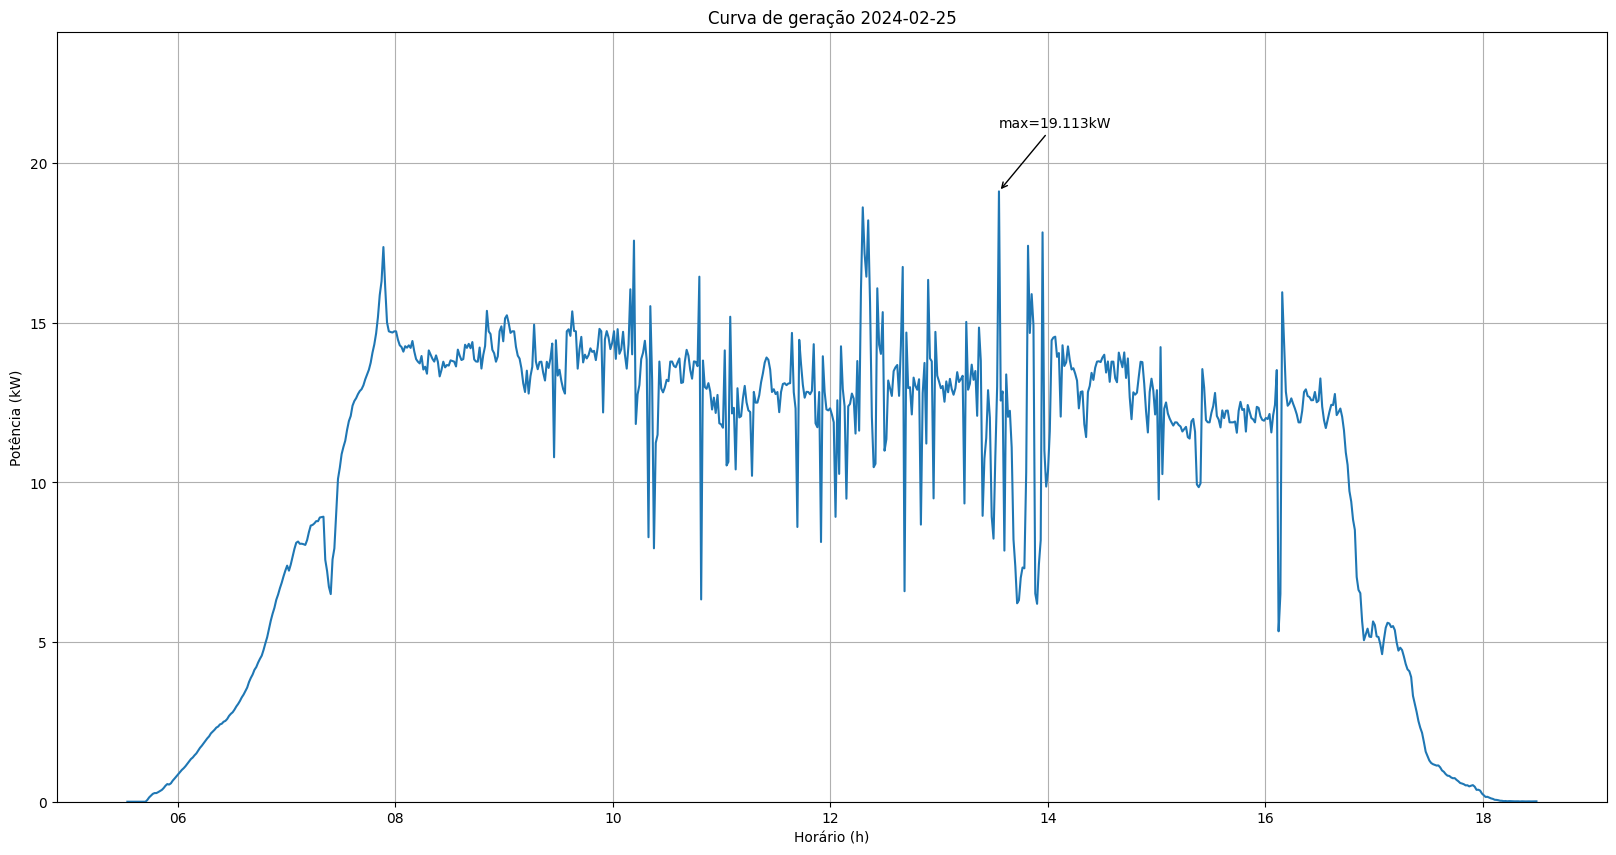 Curva de geração 2024-02-25
max=19.113kW
Potência (kW)
20
15
10
5
0
06 08 10 12 14 16 18
Horário (h)